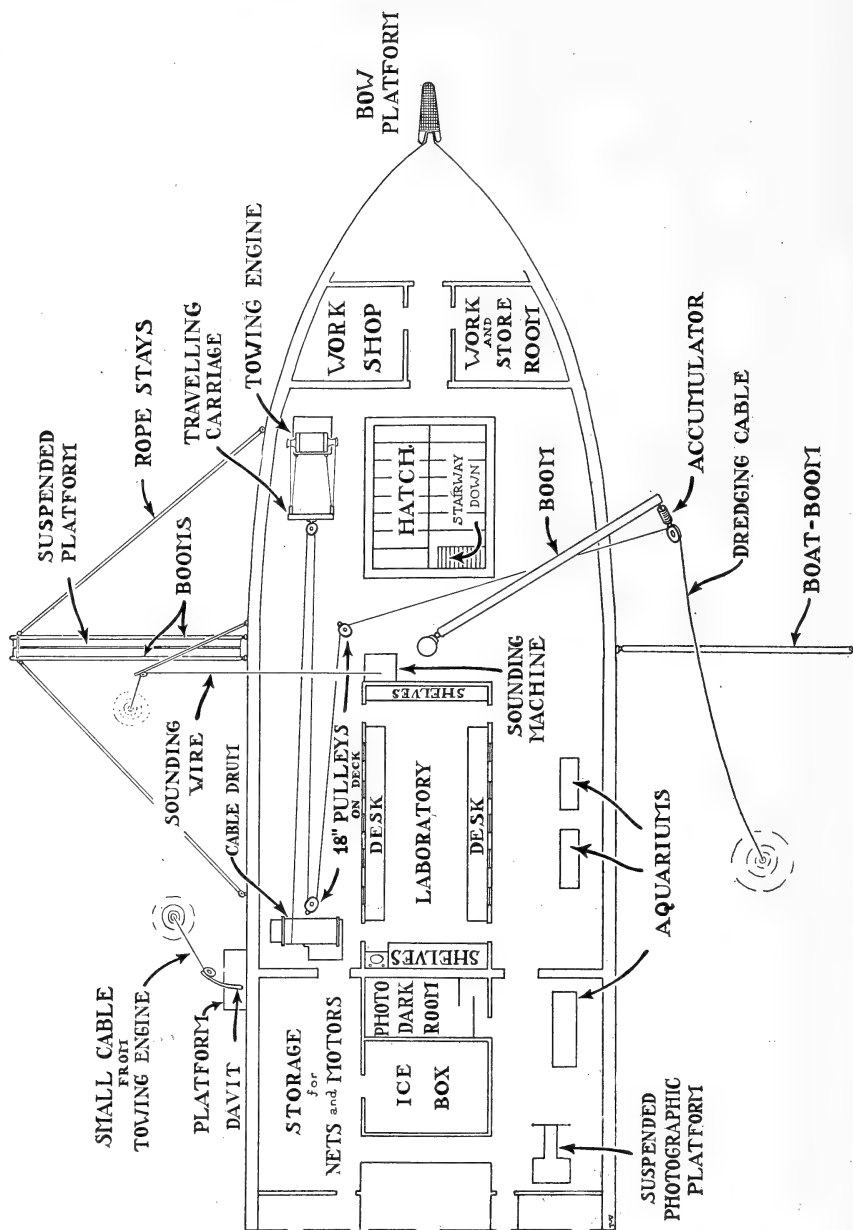 BOW
PLATFORM
TOWING ENGINE
TRAVELLING
CARRIAGE
ROPE STAYS
SUSPENDED
PLATFORM
BOOMS
WORK
SHOP
WORK
AND
STORE
ROOM
HATCH
STAIRWAY
DOWN
BOOM
ACCUMULATOR
DREDGING CABLE
BOAT-BOOM
SOUNDING
WIRE
CABLE DRUM
18" PULLEYS
ON DECK
SHELVES
SOUNDING
MACHINE
DESK
LABORATORY
DESK
AQUARIUMS
SHELVES
SMALL CABLE
FROM
TOWING ENGINE
PLATFORM
DAVIT
STORAGE
for
NETS and MOTORS
PHOTO
DARK
ROOM
ICE
BOX
SUSPENDED
PHOTOGRAPHIC
PLATFORM